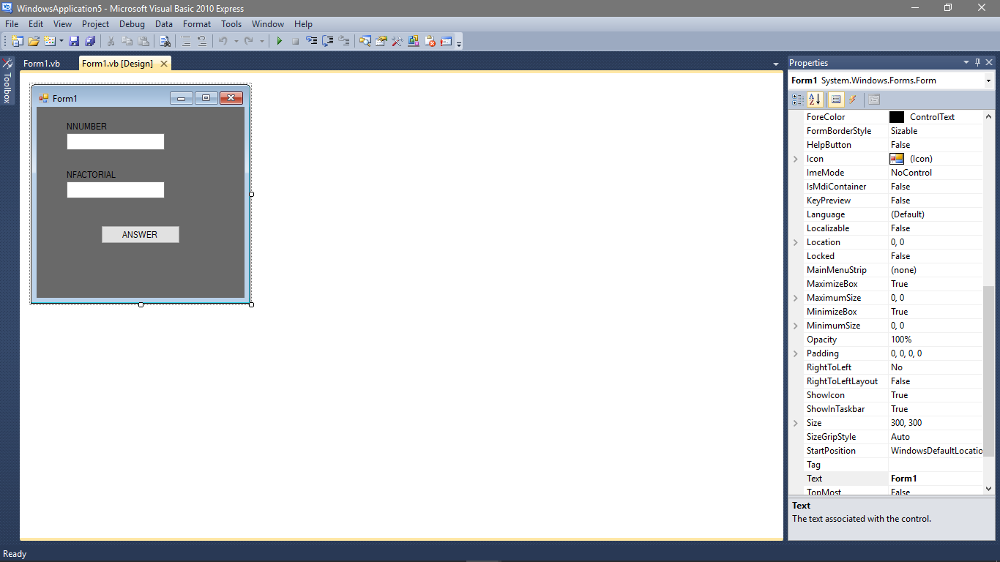 WindowsApplication5 - Microsoft Visual Basic 2010 Express
File Edit View Project Debug Data Format Tools Window Help
Toolbox
Form1.vb Form1.vb [Design]
Form1
NNUMBER
NFACTORIAL
ANSWER
Properties
Form1 System.Windows.Forms.Form
ForeColor ControlText
FormBorderStyle Sizable
HelpButton False
Icon (Icon)
ImeMode NoControl
IsMdiContainer False
KeyPreview False
Language (Default)
Localizable False
Location 0, 0
Locked False
MainMenuStrip (none)
MaximizeBox True
MaximumSize 0, 0
MinimizeBox True
MinimumSize 0, 0
Opacity 100%
Padding 0, 0, 0, 0
RightToLeft No
RightToLeftLayout False
ShowIcon True
ShowInTaskbar True
Size 300, 300
SizeGripStyle Auto
StartPosition WindowsDefaultLocatio
Tag
Text Form1
TopMost False
Text
The text associated with the control.
Ready